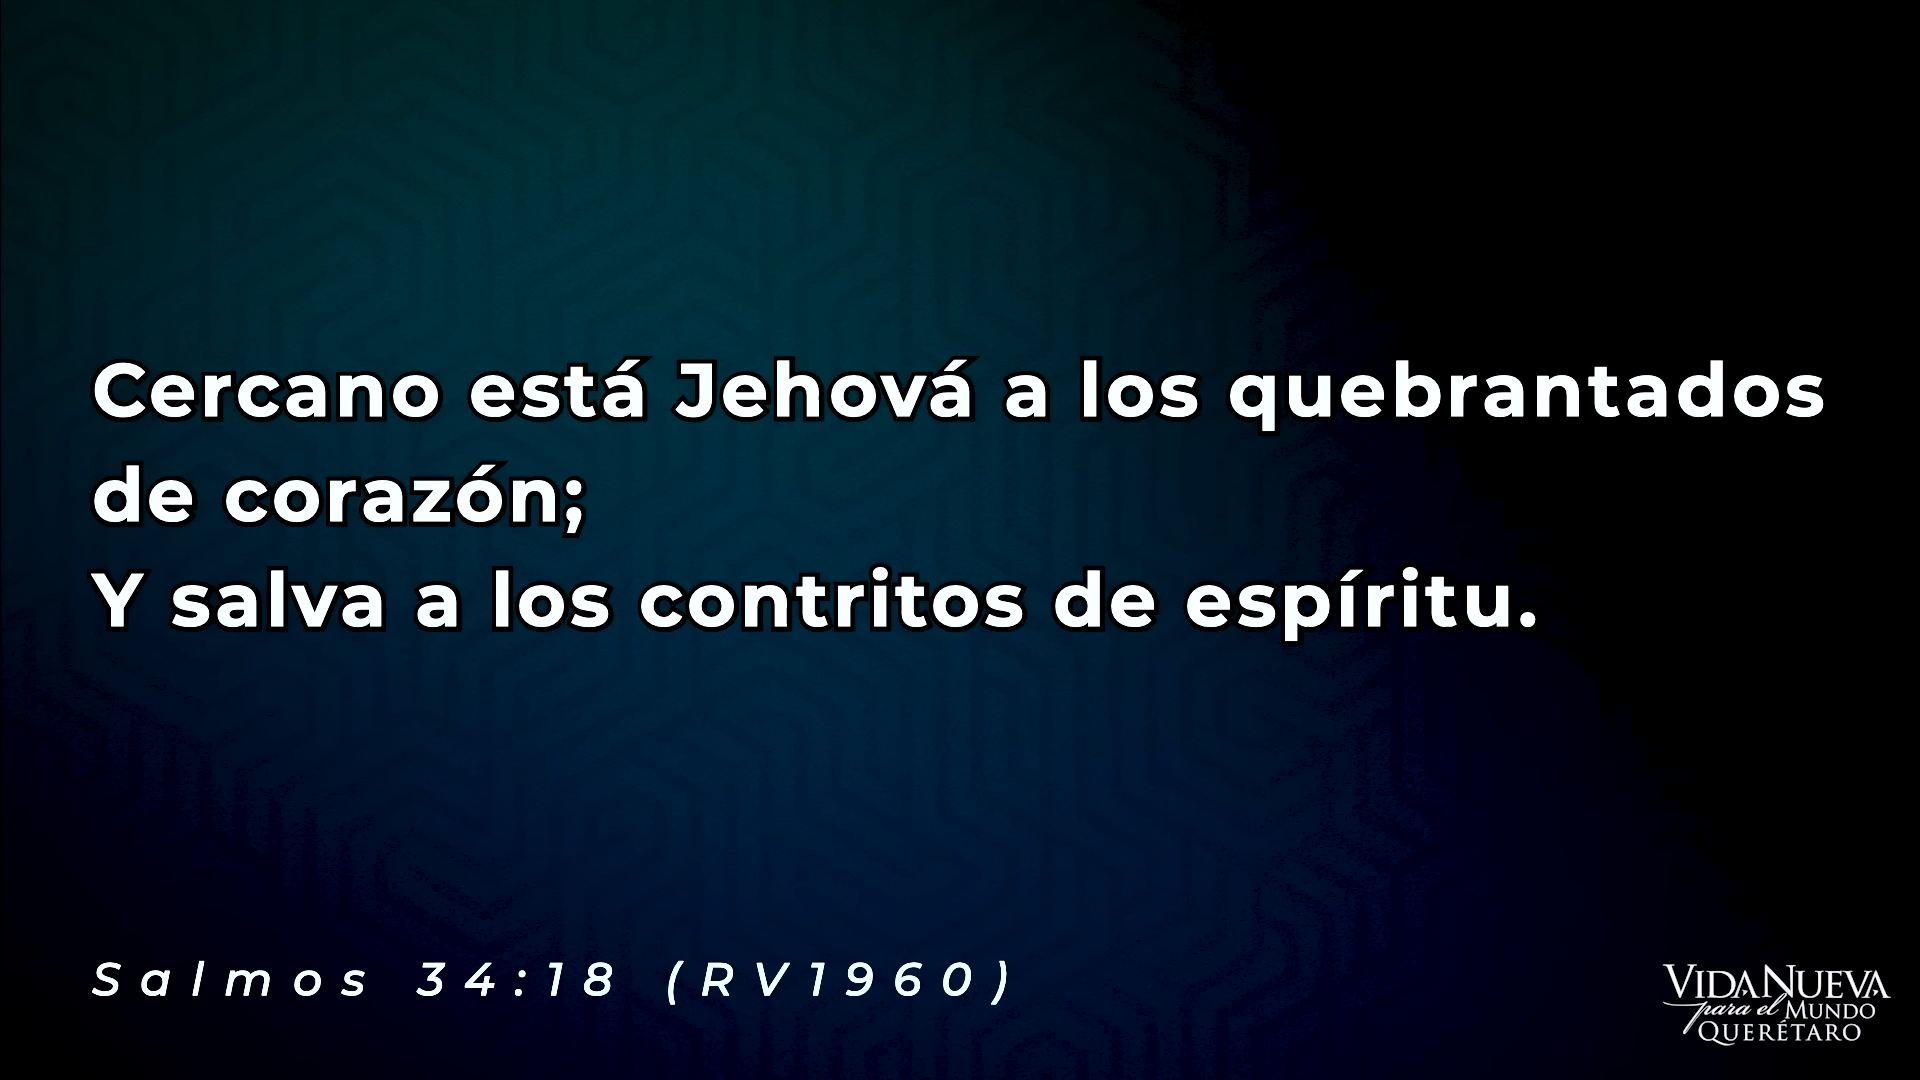 Cercano está Jehová a los quebrantados
de corazón;
Y salva a los contritos de espíritu.
Salmos 34:18 (RV1960)
VIDA NUEVA
para el MUNDO
QUERÉTARO